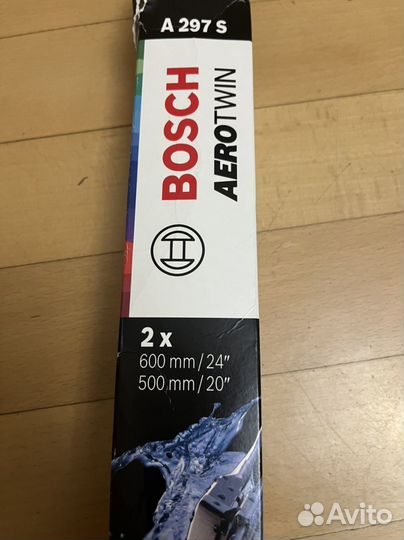 A 297 S
BOSCH
AEROTWIN
2 x
600 mm/24"
500 mm/20"
Avito